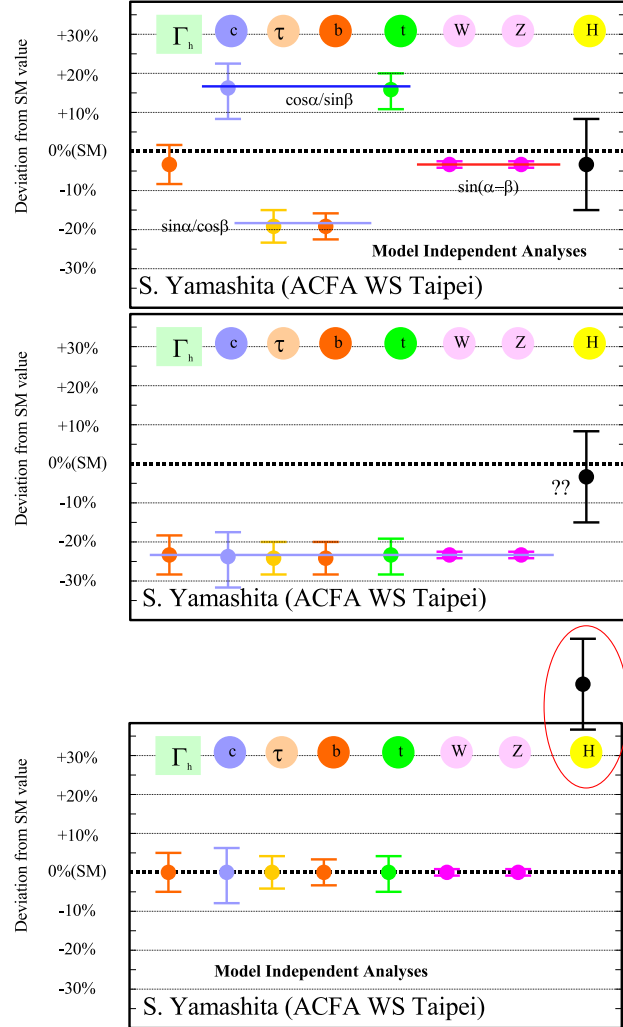 Deviation from SM value
+30%
Γh c τ b t W Z H
+20%
+10%
cosα/sinβ
0%(SM)
-10%
sin(α−β)
-20%
sinα/cosβ
Model Independent Analyses
-30%
S. Yamashita (ACFA WS Taipei)
Deviation from SM value
+30%
Γh c τ b t W Z H
+20%
+10%
0%(SM)
-10%
??
-20%
-30%
S. Yamashita (ACFA WS Taipei)
Deviation from SM value
+30%
Γh c τ b t W Z H
+20%
+10%
0%(SM)
-10%
-20%
Model Independent Analyses
-30%
S. Yamashita (ACFA WS Taipei)